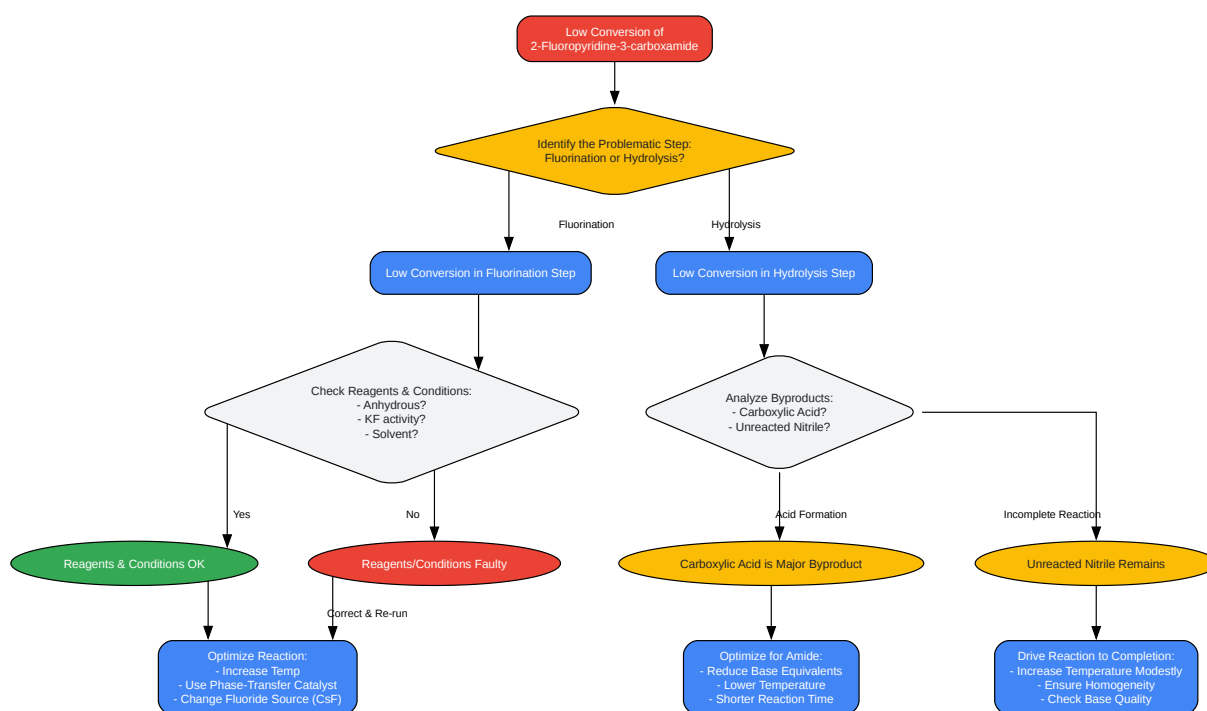 Low Conversion of
2-Fluoropyridine-3-carboxamide
Identify the Problematic Step:
Fluorination or Hydrolysis?
Fluorination
Hydrolysis
Low Conversion in Fluorination Step
Low Conversion in Hydrolysis Step
Check Reagents & Conditions:
- Anhydrous?
- KF activity?
- Solvent?
Analyze Byproducts:
- Carboxylic Acid?
- Unreacted Nitrile?
Yes
No
Acid Formation
Incomplete Reaction
Reagents & Conditions OK
Reagents/Conditions Faulty
Carboxylic Acid is Major Byproduct
Unreacted Nitrile Remains
Correct & Re-run
Optimize Reaction:
- Increase Temp
- Use Phase-Transfer Catalyst
- Change Fluoride Source (CsF)
Optimize for Amide:
- Reduce Base Equivalents
- Lower Temperature
- Shorter Reaction Time
Drive Reaction to Completion:
- Increase Temperature Modestly
- Ensure Homogeneity
- Check Base Quality